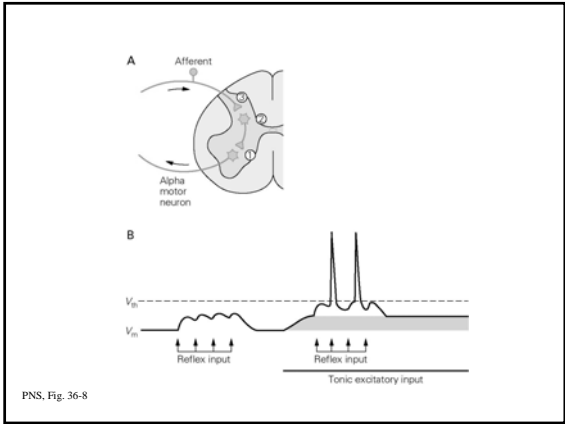 A
Afferent
3
2
1
Alpha
motor
neuron
B
Vth
Vm
Reflex input
Reflex input
Tonic excitatory input
PNS, Fig. 36-8